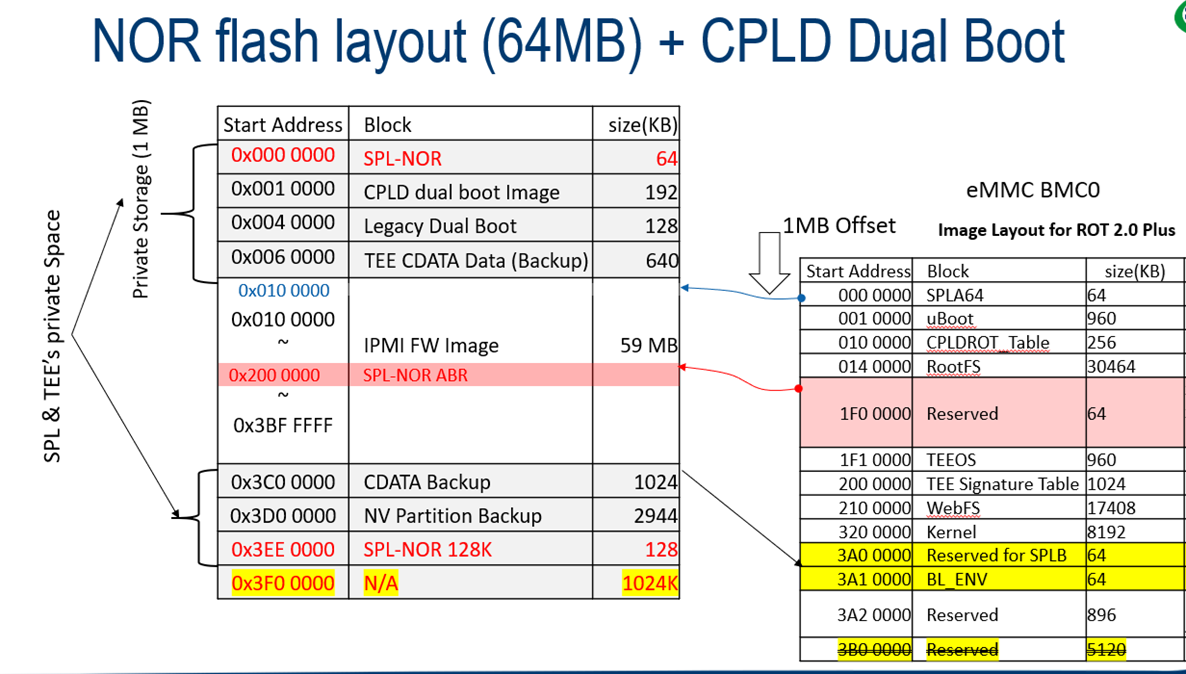 NOR flash layout (64MB) + CPLD Dual Boot
SPL & TEE's private Space
Private Storage (1 MB)
Start Address Block size(KB)
0x000 0000 SPL-NOR 64
0x001 0000 CPLD dual boot Image 192
0x004 0000 Legacy Dual Boot 128
0x006 0000 TEE CDATA Data (Backup) 640
0x010 0000
0x010 0000
~ IPMI FW Image 59 MB
0x200 0000 SPL-NOR ABR
~
0x3BF FFFF
0x3C0 0000 CDATA Backup 1024
0x3D0 0000 NV Partition Backup 2944
0x3EE 0000 SPL-NOR 128K 128
0x3F0 0000 N/A 1024K
1MB Offset
eMMC BMC0
Image Layout for ROT 2.0 Plus
Start Address Block size(KB)
000 0000 SPLA64 64
001 0000 uBoot 960
010 0000 CPLDROT_Table 256
014 0000 RootFS 30464
1F0 0000 Reserved 64
1F1 0000 TEEOS 960
200 0000 TEE Signature Table 1024
210 0000 WebFS 17408
320 0000 Kernel 8192
3A0 0000 Reserved for SPLB 64
3A1 0000 BL_ENV 64
3A2 0000 Reserved 896
3B0 0000 Reserved 5120